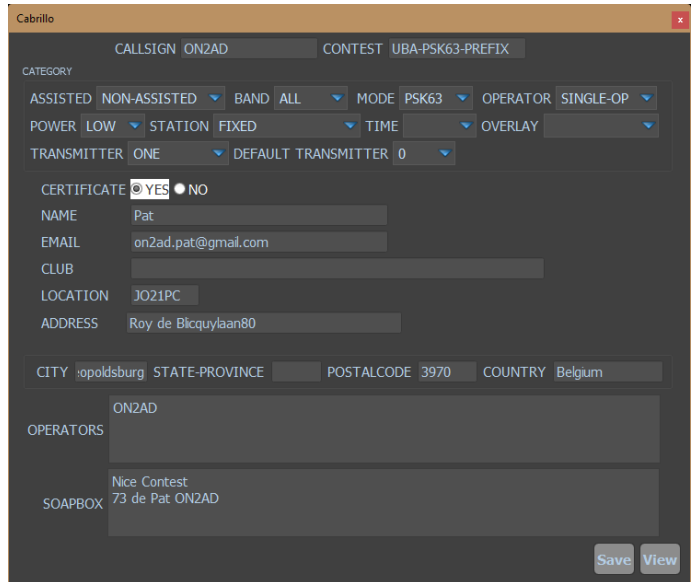 Cabrillo x
CALLSIGN ON2AD CONTEST UBA-PSK63-PREFIX
CATEGORY
ASSISTED NON-ASSISTED BAND ALL MODE PSK63 OPERATOR SINGLE-OP
POWER LOW STATION FIXED TIME OVERLAY
TRANSMITTER ONE DEFAULT TRANSMITTER 0
CERTIFICATE YES NO
NAME Pat
EMAIL on2ad.pat@gmail.com
CLUB
LOCATION JO21PC
ADDRESS Roy de Blicquylaan80
CITY eopoldsburg STATE-PROVINCE POSTALCODE 3970 COUNTRY Belgium
ON2AD
OPERATORS
Nice Contest
SOAPBOX 73 de Pat ON2AD
Save View